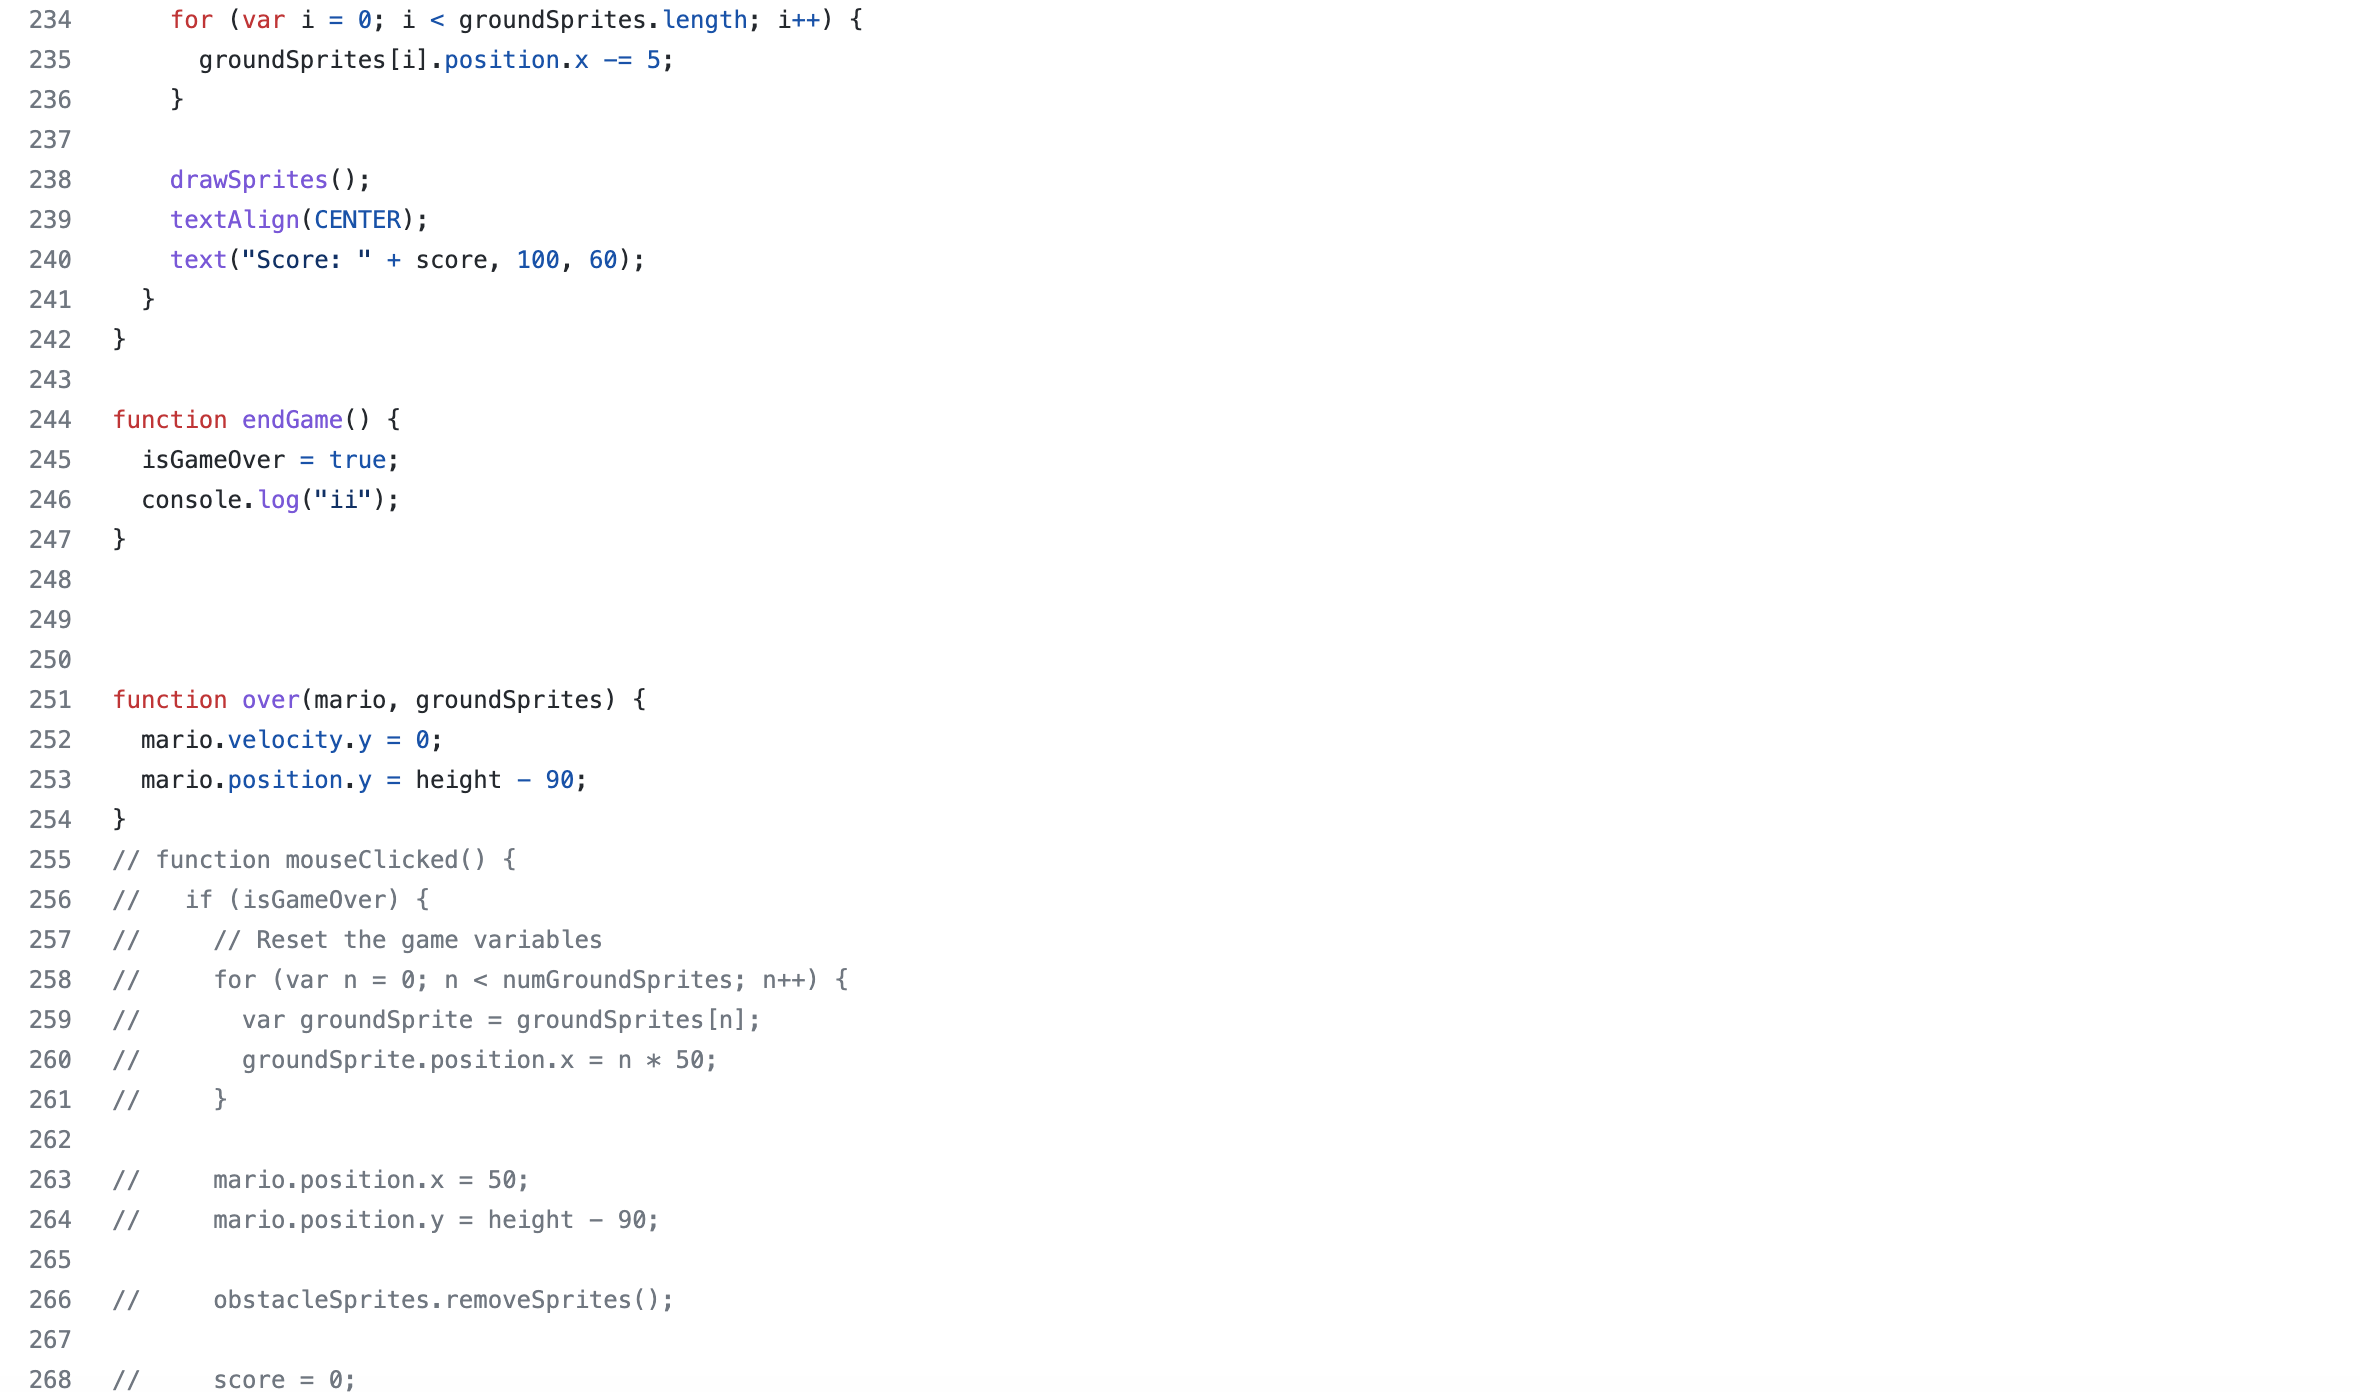 234 for (var i = 0; i < groundSprites.length; i++) {
235 groundSprites[i].position.x -= 5;
236 }
237
238 drawSprites();
239 textAlign(CENTER);
240 text("Score: " + score, 100, 60);
241 }
242 }
243
244 function endGame() {
245 isGameOver = true;
246 console.log("ii");
247 }
248
249
250
251 function over(mario, groundSprites) {
252 mario.velocity.y = 0;
253 mario.position.y = height - 90;
254 }
255 // function mouseClicked() {
256 // if (isGameOver) {
257 // // Reset the game variables
258 // for (var n = 0; n < numGroundSprites; n++) {
259 // var groundSprite = groundSprites[n];
260 // groundSprite.position.x = n * 50;
261 // }
262
263 // mario.position.x = 50;
264 // mario.position.y = height - 90;
265
266 // obstacleSprites.removeSprites();
267
268 // score = 0;